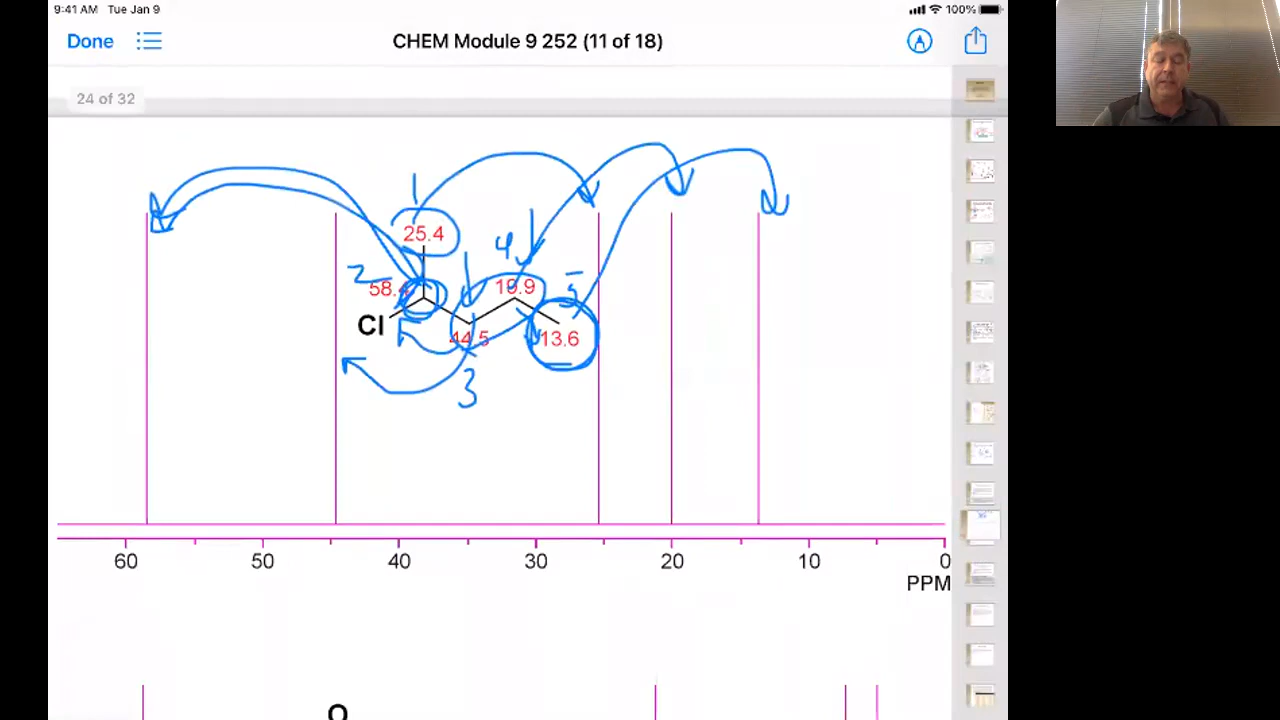 9:41 AM Tue Jan 9
100%
Done
CHEM Module 9 252 (11 of 18)
24 of 32
1
25.4
4
2
58.4
19.9
5
Cl
44.5
13.6
3
60 50 40 30 20 10 0
PPM
O